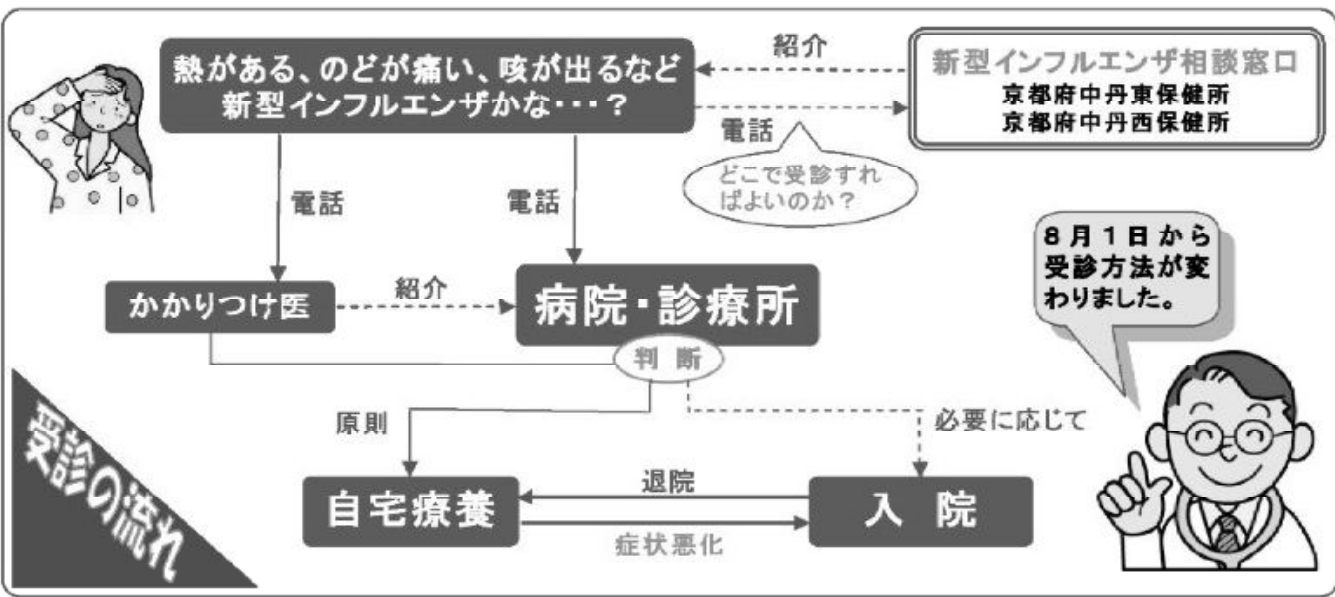 熱がある、のどが痛い、咳が出るなど
新型インフルエンザかな・・・？
紹介
電話
新型インフルエンザ相談窓口
京都府中丹東保健所
京都府中丹西保健所
どこで受診すれ
ばよいのか？
電話
電話
8月1日から
受診方法が変
わりました。
かかりつけ医
紹介
病院・診療所
判断
原則
必要に応じて
受診の流れ
自宅療養
退院
症状悪化
入院